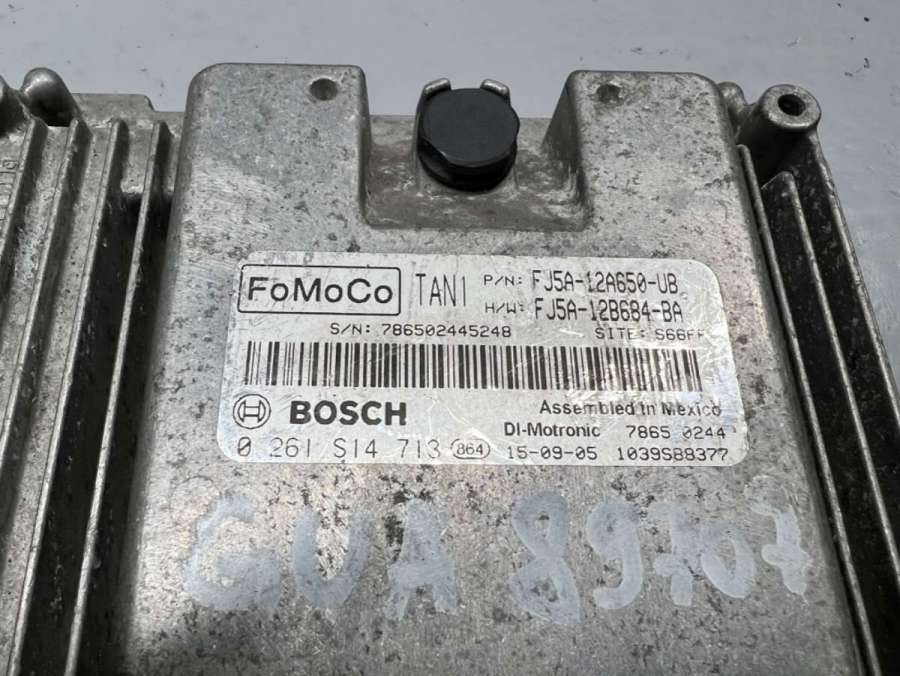 FoMoCo TAN1 P/N: FJ5A-12A650-UB
H/W: FJ5A-12B684-BA
S/N: 786502445248 SITE: S66FF
BOSCH Assembled in Mexico
DI-Motronic 7865 0244
0 261 S14 713 864 15-09-05 1039S88377
GUA 89707